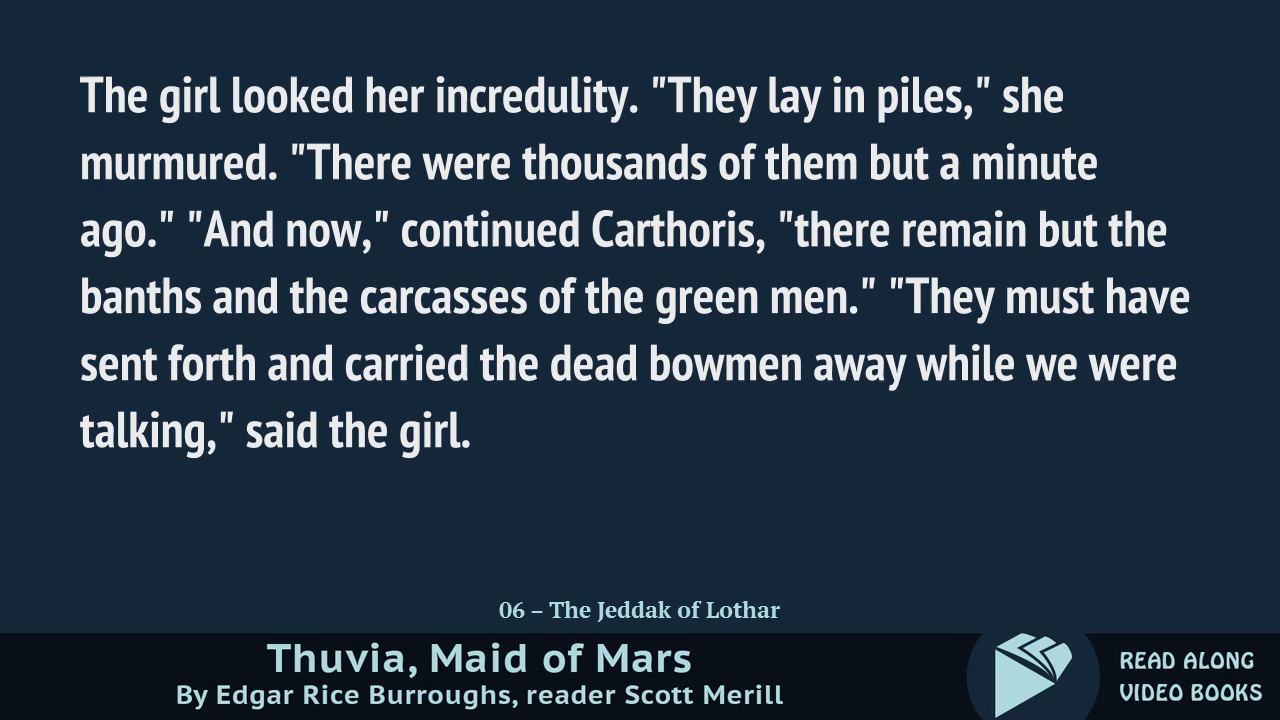 The girl looked her incredulity. "They lay in piles," she
murmured. "There were thousands of them but a minute
ago." "And now," continued Carthoris, "there remain but the
banths and the carcasses of the green men." "They must have
sent forth and carried the dead bowmen away while we were
talking," said the girl.
06 – The Jeddak of Lothar
Thuvia, Maid of Mars
By Edgar Rice Burroughs, reader Scott Merill
READ ALONG
VIDEO BOOKS